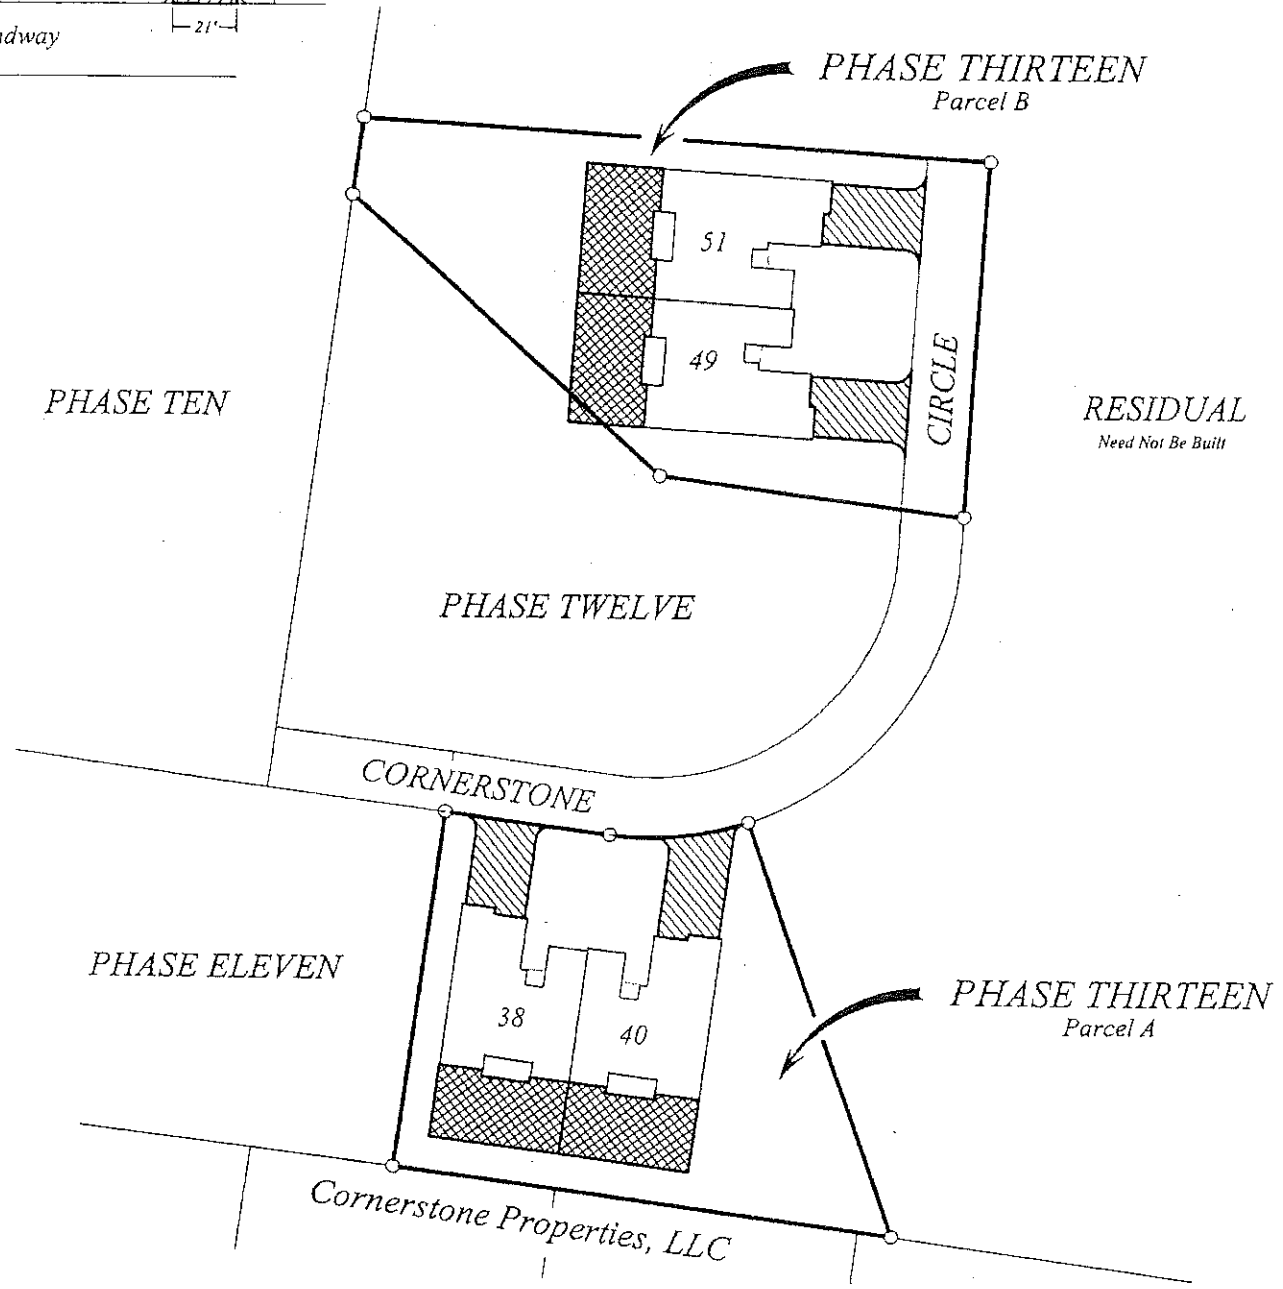 21'
PHASE THIRTEEN
Parcel B
51
49
CIRCLE
PHASE TEN
RESIDUAL
Need Not Be Built
PHASE TWELVE
CORNERSTONE
PHASE ELEVEN
38
40
PHASE THIRTEEN
Parcel A
Cornerstone Properties, LLC